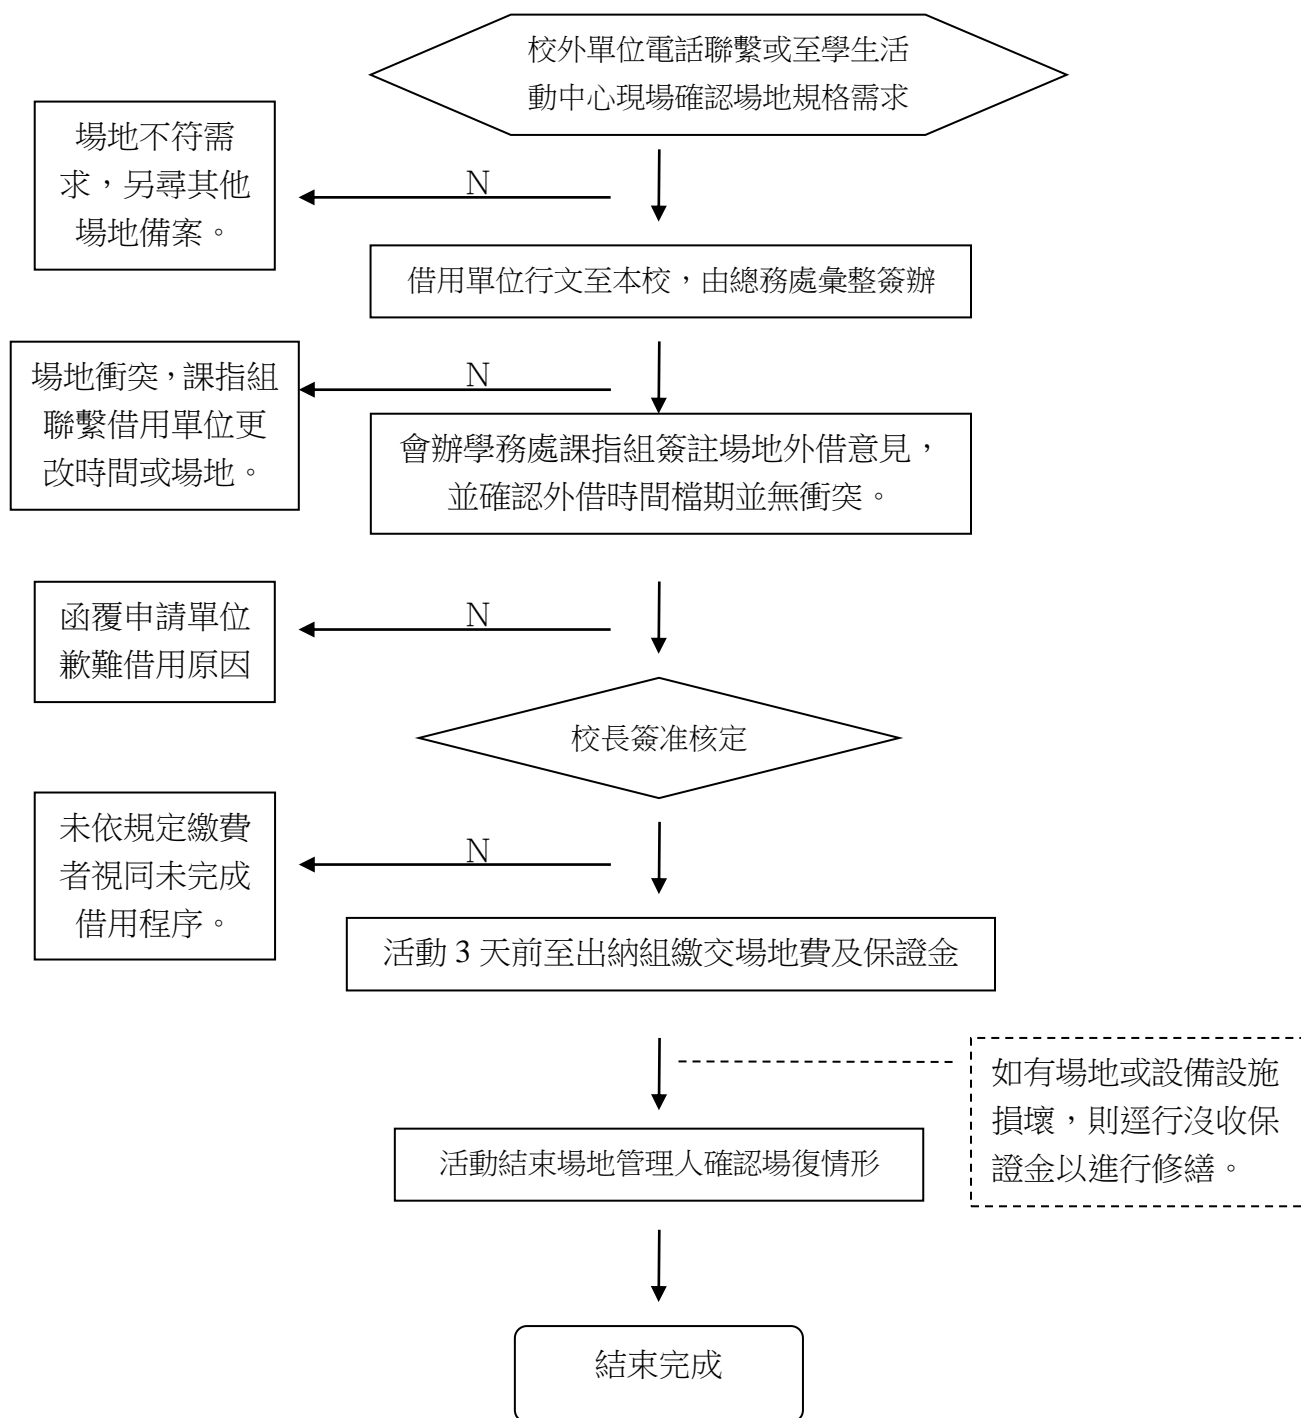 校外單位電話聯繫或至學生活
動中心現場確認場地規格需求
場地不符需
求，另尋其他
場地備案。
N
借用單位行文至本校，由總務處彙整簽辦
場地衝突，課指組
聯繫借用單位更
改時間或場地。
N
會辦學務處課指組簽註場地外借意見，
並確認外借時間檔期並無衝突。
函覆申請單位
歉難借用原因
N
校長簽准核定
未依規定繳費
者視同未完成
借用程序。
N
活動 3 天前至出納組繳交場地費及保證金
如有場地或設備設施
損壞，則逕行沒收保
證金以進行修繕。
活動結束場地管理人確認場復情形
結束完成